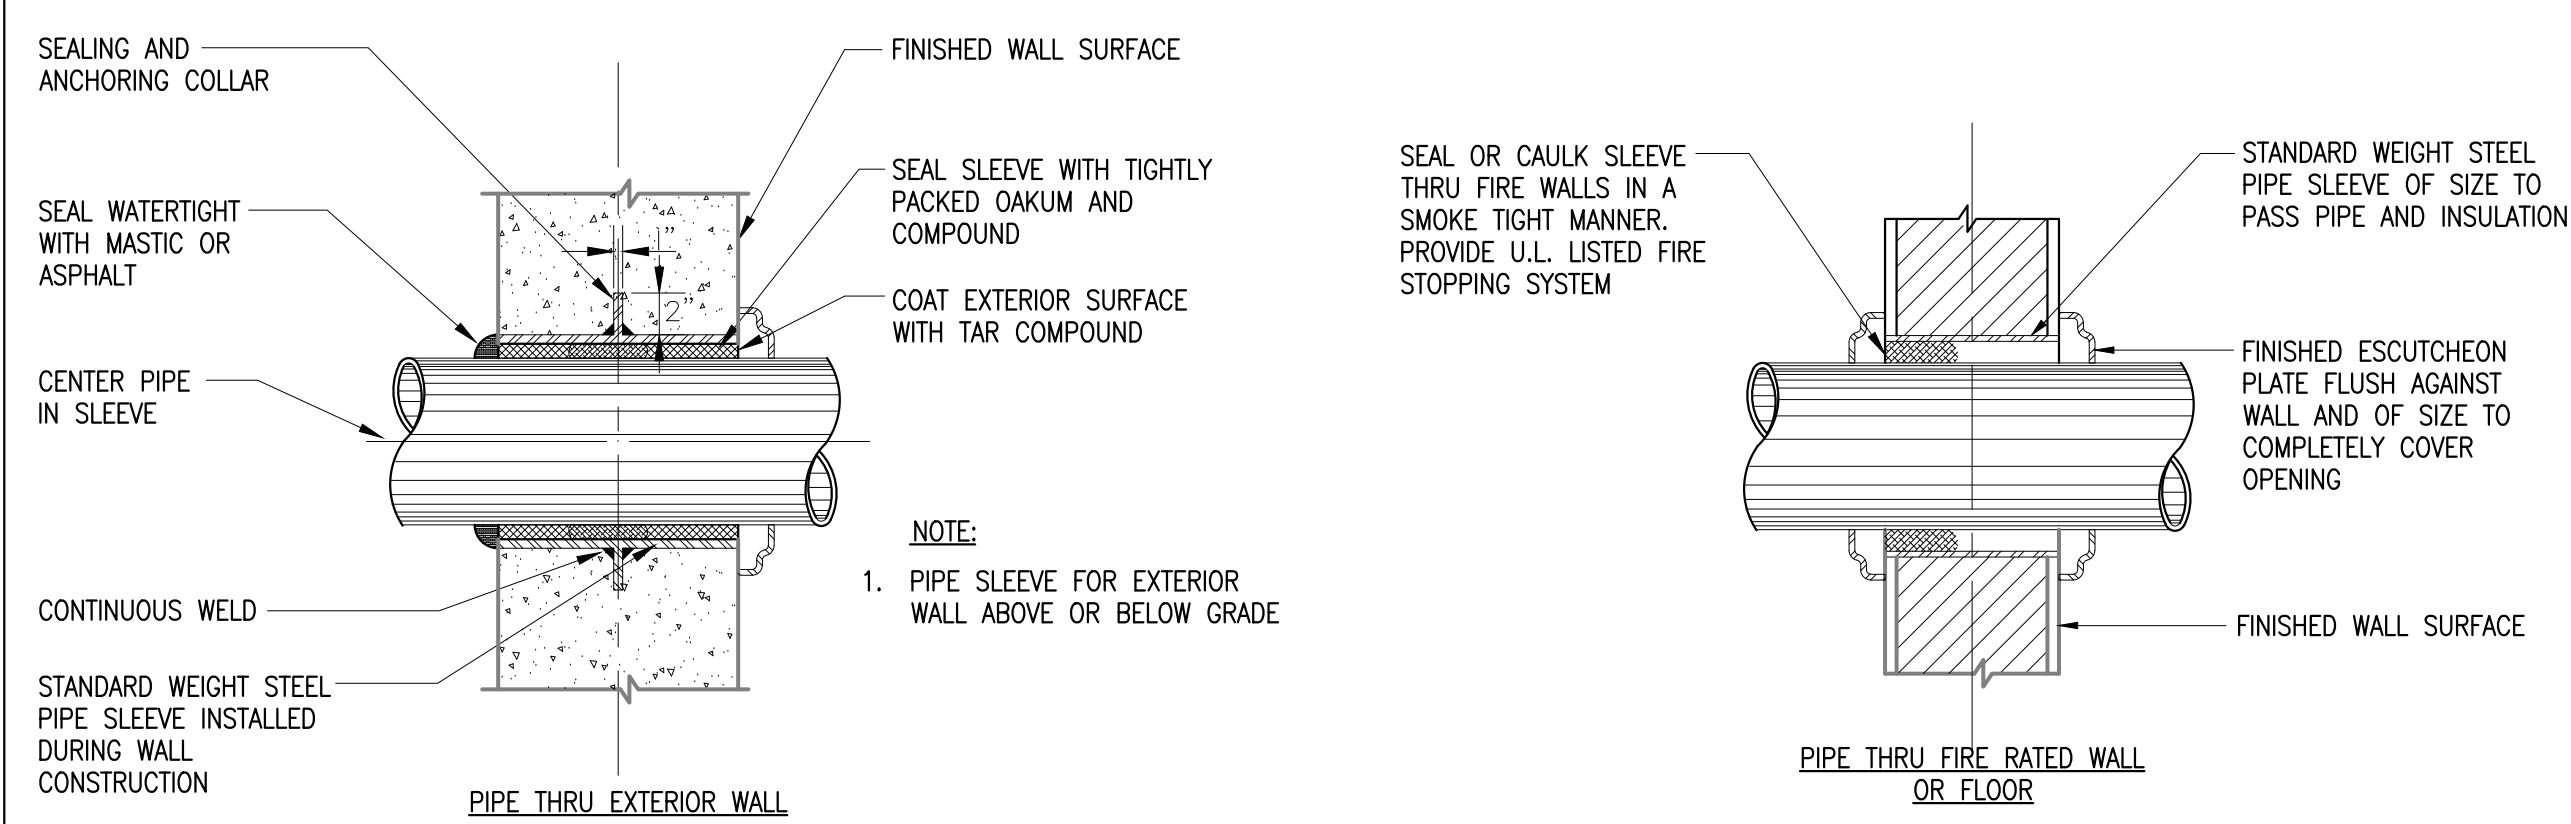 SEALING AND
ANCHORING COLLAR
SEAL WATERTIGHT
WITH MASTIC OR
ASPHALT
CENTER PIPE
IN SLEEVE
CONTINUOUS WELD
STANDARD WEIGHT STEEL
PIPE SLEEVE INSTALLED
DURING WALL
CONSTRUCTION
1"
2"
FINISHED WALL SURFACE
SEAL SLEEVE WITH TIGHTLY
PACKED OAKUM AND
COMPOUND
COAT EXTERIOR SURFACE
WITH TAR COMPOUND
NOTE:
1. PIPE SLEEVE FOR EXTERIOR
WALL ABOVE OR BELOW GRADE
PIPE THRU EXTERIOR WALL
SEAL OR CAULK SLEEVE
THRU FIRE WALLS IN A
SMOKE TIGHT MANNER.
PROVIDE U.L. LISTED FIRE
STOPPING SYSTEM
STANDARD WEIGHT STEEL
PIPE SLEEVE OF SIZE TO
PASS PIPE AND INSULATION
FINISHED ESCUTCHEON
PLATE FLUSH AGAINST
WALL AND OF SIZE TO
COMPLETELY COVER
OPENING
FINISHED WALL SURFACE
PIPE THRU FIRE RATED WALL
OR FLOOR